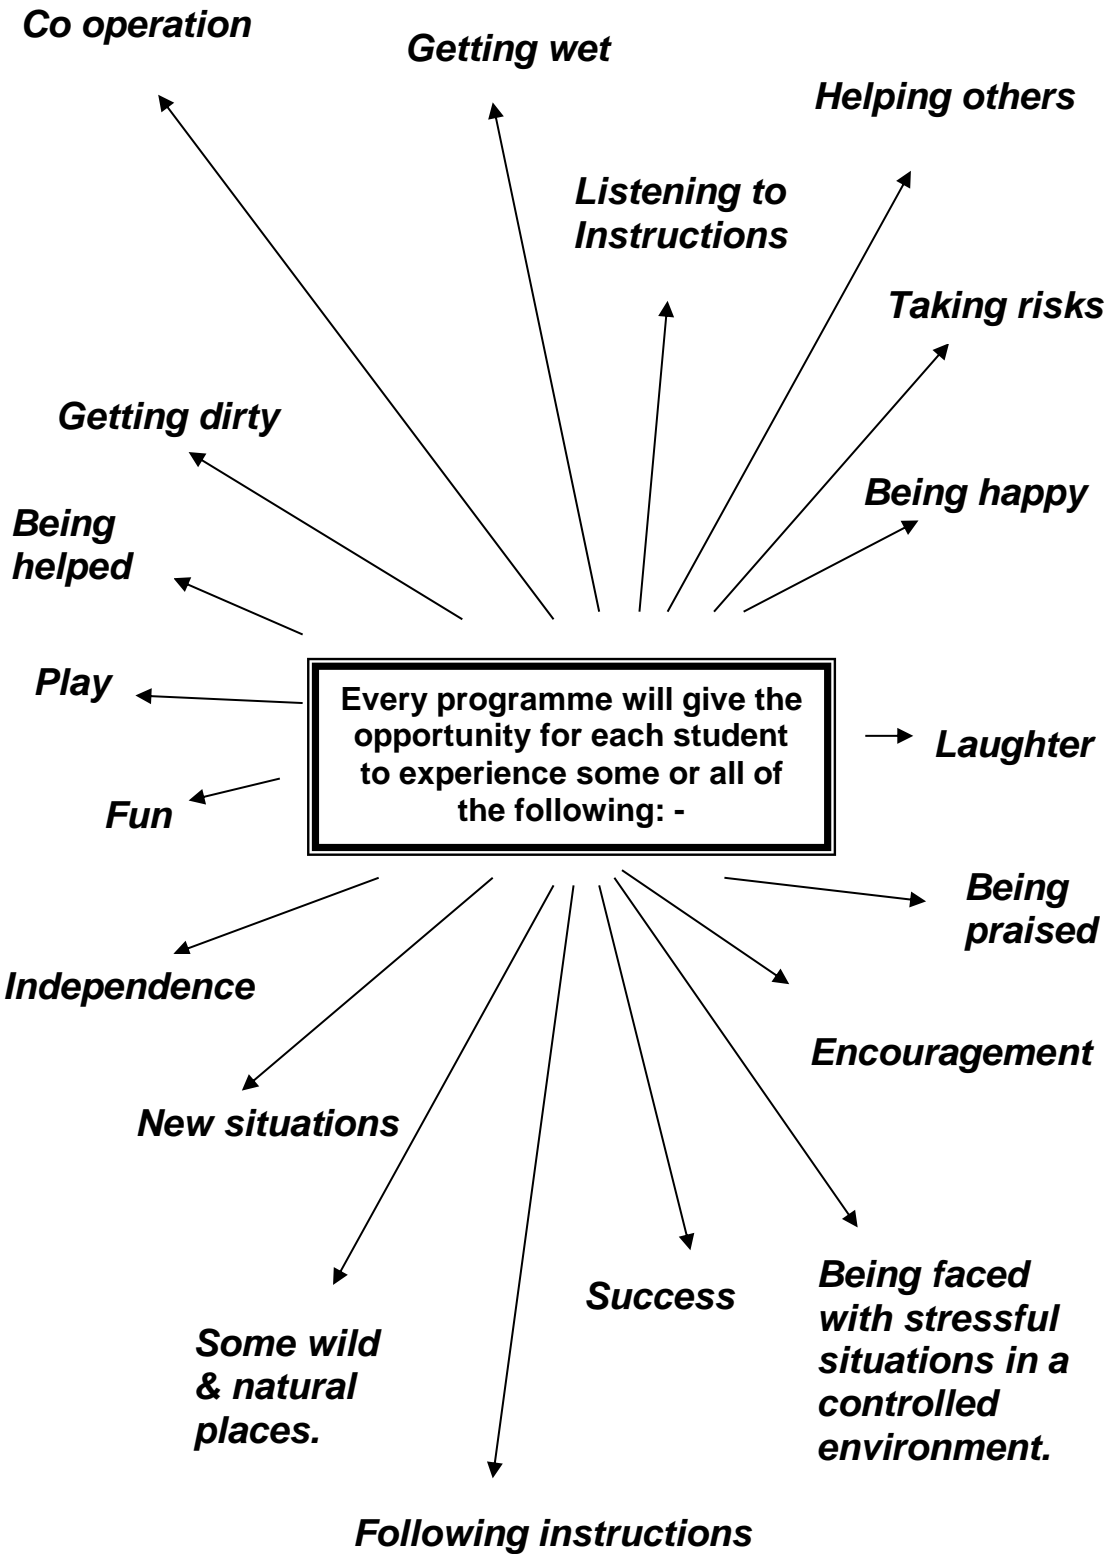 Co operation
Getting wet
Helping others
Listening to
Instructions
Taking risks
Getting dirty
Being happy
Being
helped
Play
Every programme will give the
opportunity for each student
to experience some or all of
the following: -
Laughter
Fun
Being
praised
Independence
Encouragement
New situations
Success
Being faced
with stressful
situations in a
controlled
environment.
Some wild
& natural
places.
Following instructions